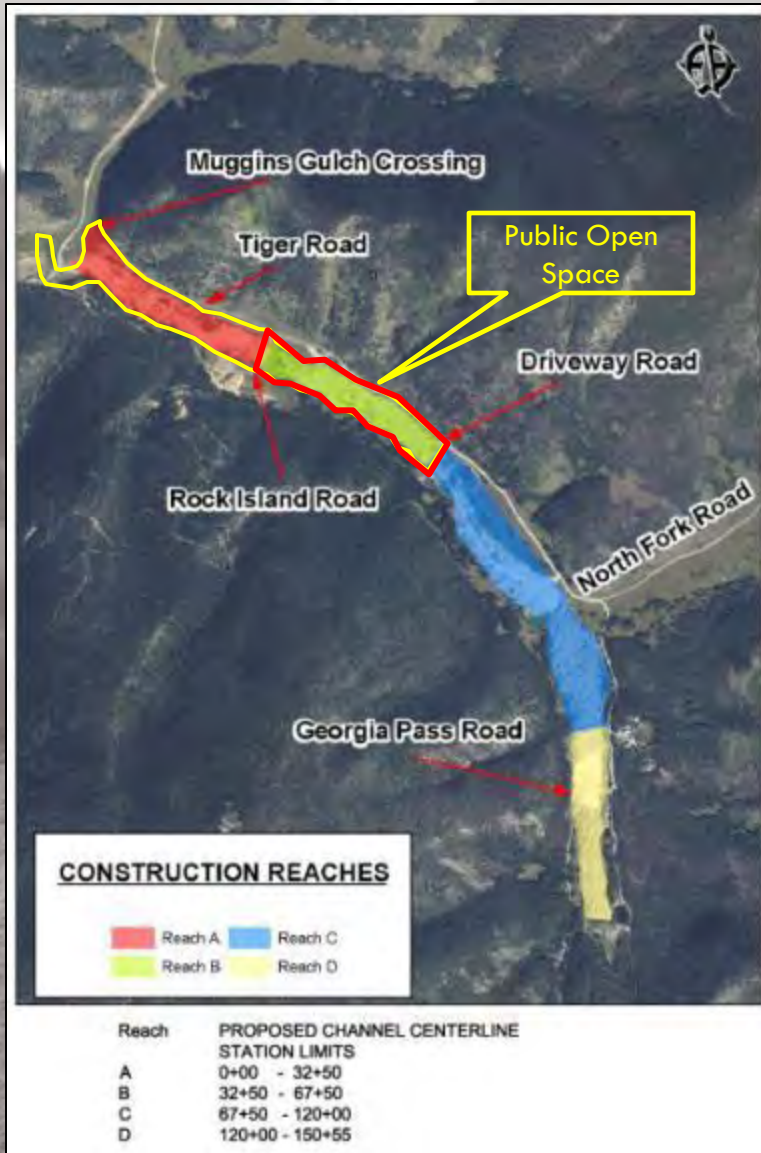 Muggins Gulch Crossing
Tiger Road
Public Open
Space
Driveway Road
Rock Island Road
North Fork Road
Georgia Pass Road
CONSTRUCTION REACHES
Reach A
Reach C
Reach B
Reach D
Reach PROPOSED CHANNEL CENTERLINE
STATION LIMITS
A 0+00 - 32+50
B 32+50 - 67+50
C 67+50 - 120+00
D 120+00 - 150+55